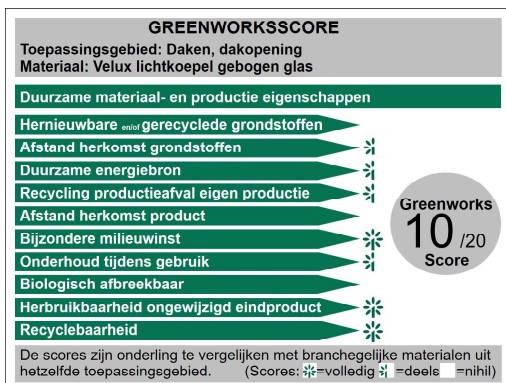 GREENWORKSSCORE
Toepassingsgebied: Daken, dakopening
Materiaal: Velux lichtkoepel gebogen glas
Duurzame materiaal- en productie eigenschappen
Hernieuwbare en/of gerecyclede grondstoffen
Afstand herkomst grondstoffen
Duurzame energiebron
Recycling productieafval eigen productie
Afstand herkomst product
Bijzondere milieuwinst
Onderhoud tijdens gebruik
Biologisch afbreekbaar
Herbruikbaarheid ongewijzigd eindproduct
Recyclebaarheid
Greenworks
10 /20
Score
De scores zijn onderling te vergelijken met branchegelijke materialen uit
hetzelfde toepassingsgebied. (Scores: =volledig =deels =nihil)